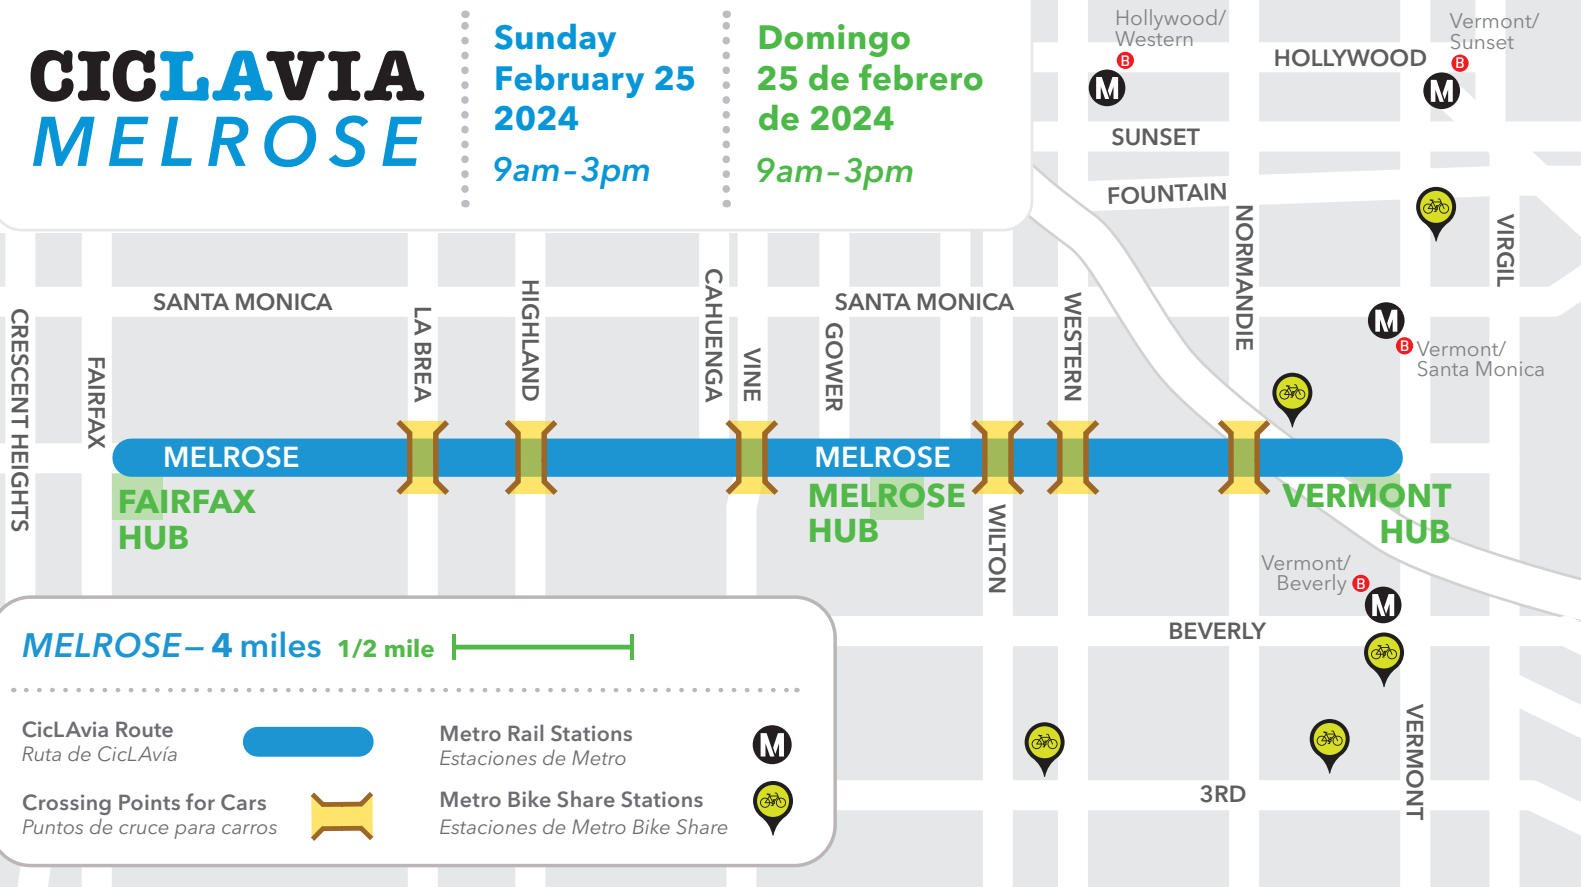 CICLAVIA
MELROSE
Sunday
February 25
2024
9am–3pm
Domingo
25 de febrero
de 2024
9am–3pm
Hollywood/
Western
B
M
HOLLYWOOD
Vermont/
Sunset
B
M
SUNSET
FOUNTAIN
NORMANDIE
VIRGIL
SANTA MONICA
SANTA MONICA
CRESCENT HEIGHTS
FAIRFAX
LA BREA
HIGHLAND
CAHUENGA
VINE
GOWER
WESTERN
M
B
Vermont/
Santa Monica
MELROSE
MELROSE
FAIRFAX
HUB
MELROSE
HUB
WILTON
VERMONT
HUB
Vermont/
Beverly
B
M
BEVERLY
VERMONT
3RD
MELROSE– 4 miles
1/2 mile
CicLAvia Route
Ruta de CicLAvía
Crossing Points for Cars
Puntos de cruce para carros
Metro Rail Stations
Estaciones de Metro
M
Metro Bike Share Stations
Estaciones de Metro Bike Share